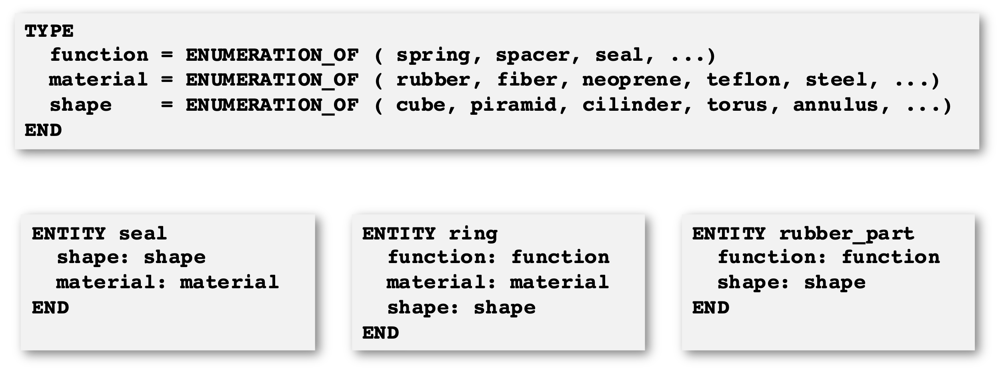 TYPE
  function = ENUMERATION_OF ( spring, spacer, seal, ...)
  material = ENUMERATION_OF ( rubber, fiber, neoprene, teflon, steel, ...)
  shape    = ENUMERATION_OF ( cube, piramid, cilinder, torus, annulus, ...)
END
ENTITY seal
  shape: shape
  material: material
END
ENTITY ring
  function: function
  material: material
  shape: shape
END
ENTITY rubber_part
  function: function
  shape: shape
END